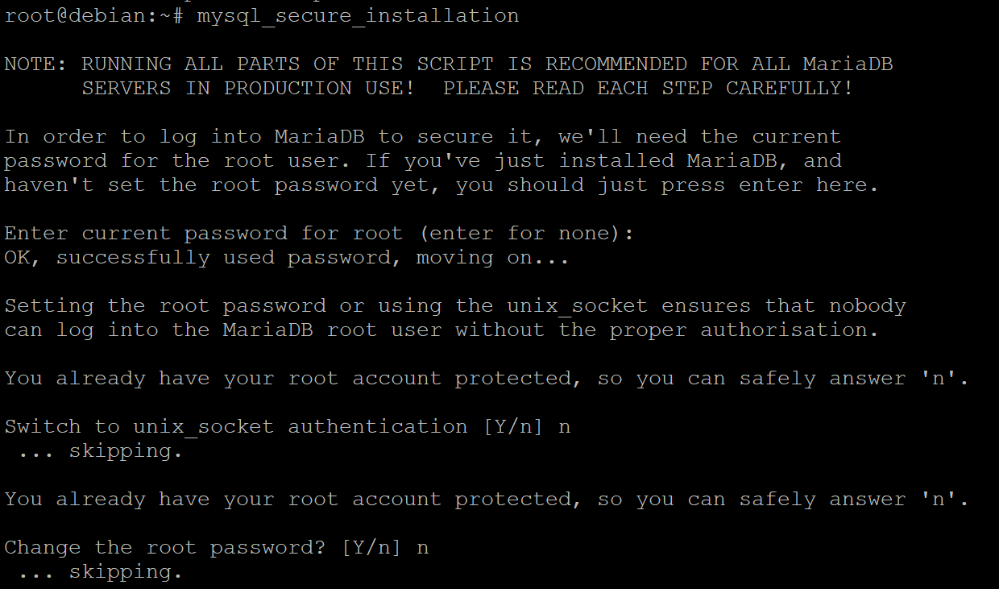 root@debian:~# mysql_secure_installation
NOTE: RUNNING ALL PARTS OF THIS SCRIPT IS RECOMMENDED FOR ALL MariaDB
      SERVERS IN PRODUCTION USE!  PLEASE READ EACH STEP CAREFULLY!
In order to log into MariaDB to secure it, we'll need the current
password for the root user. If you've just installed MariaDB, and
haven't set the root password yet, you should just press enter here.
Enter current password for root (enter for none):
OK, successfully used password, moving on...
Setting the root password or using the unix_socket ensures that nobody
can log into the MariaDB root user without the proper authorisation.
You already have your root account protected, so you can safely answer 'n'.
Switch to unix_socket authentication [Y/n] n
 ... skipping.
You already have your root account protected, so you can safely answer 'n'.
Change the root password? [Y/n] n
 ... skipping.